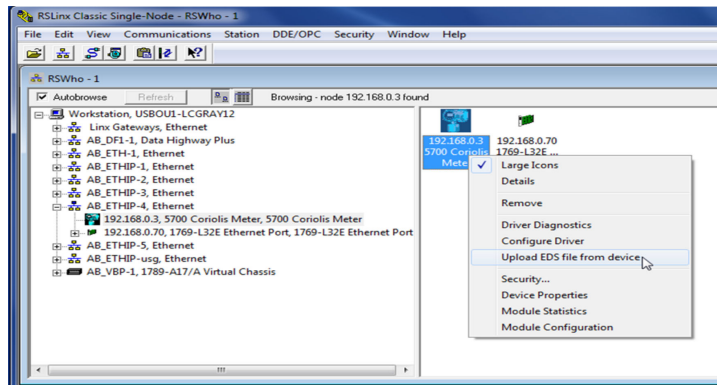 RSLinx Classic Single-Node - RSWho - 1
File Edit View Communications Station DDE/OPC Security Window Help
RSWho - 1
Autobrowse Refresh Browsing - node 192.168.0.3 found
Workstation, USBOU1-LCGRAY12
Linx Gateways, Ethernet
AB_DF1-1, Data Highway Plus
AB_ETH-1, Ethernet
AB_ETHIP-1, Ethernet
AB_ETHIP-2, Ethernet
AB_ETHIP-3, Ethernet
AB_ETHIP-4, Ethernet
192.168.0.3, 5700 Coriolis Meter, 5700 Coriolis Meter
192.168.0.70, 1769-L32E Ethernet Port, 1769-L32E Ethernet Port
AB_ETHIP-5, Ethernet
AB_ETHIP-usg, Ethernet
AB_VBP-1, 1789-A17/A Virtual Chassis
192.168.0.3
5700 Coriolis
Mete
192.168.0.70
1769-L32E ...
Large Icons
Details
Remove
Driver Diagnostics
Configure Driver
Upload EDS file from device
Security...
Device Properties
Module Statistics
Module Configuration